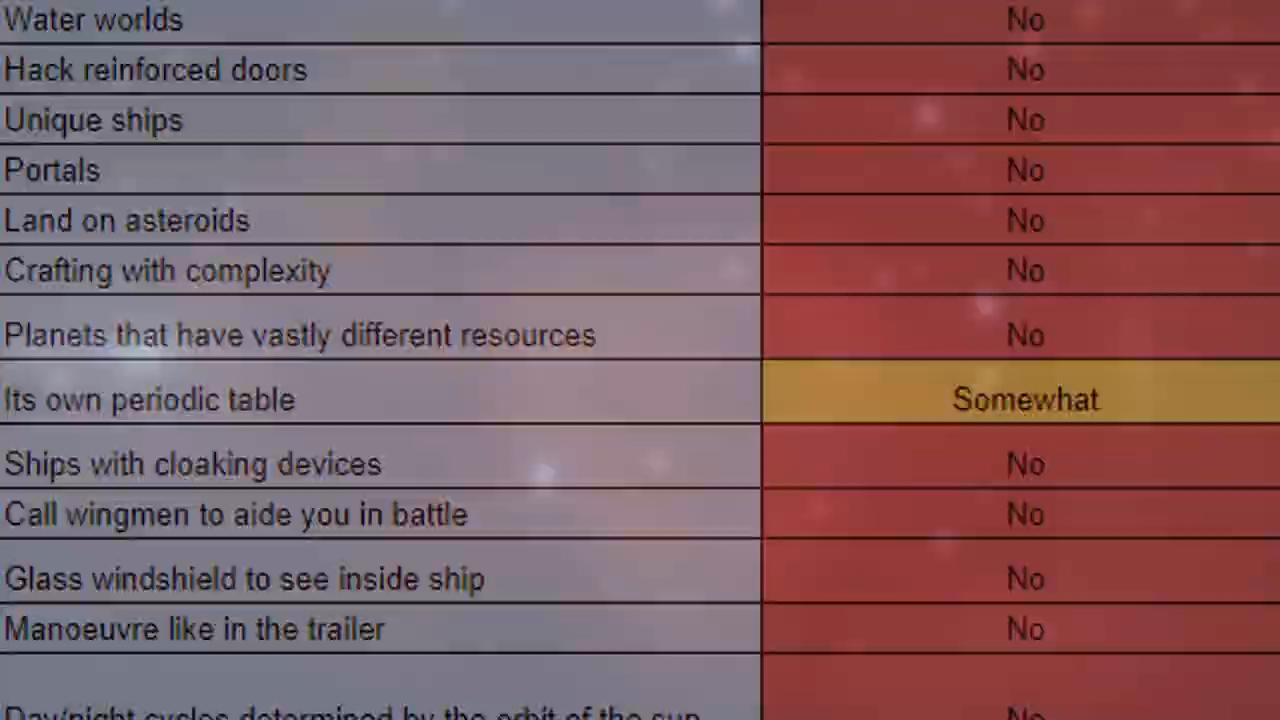 Water worlds No
Hack reinforced doors No
Unique ships No
Portals No
Land on asteroids No
Crafting with complexity No
Planets that have vastly different resources No
Its own periodic table Somewhat
Ships with cloaking devices No
Call wingmen to aide you in battle No
Glass windshield to see inside ship No
Manoeuvre like in the trailer No
Day/night cycles determined by the orbit of the sun No